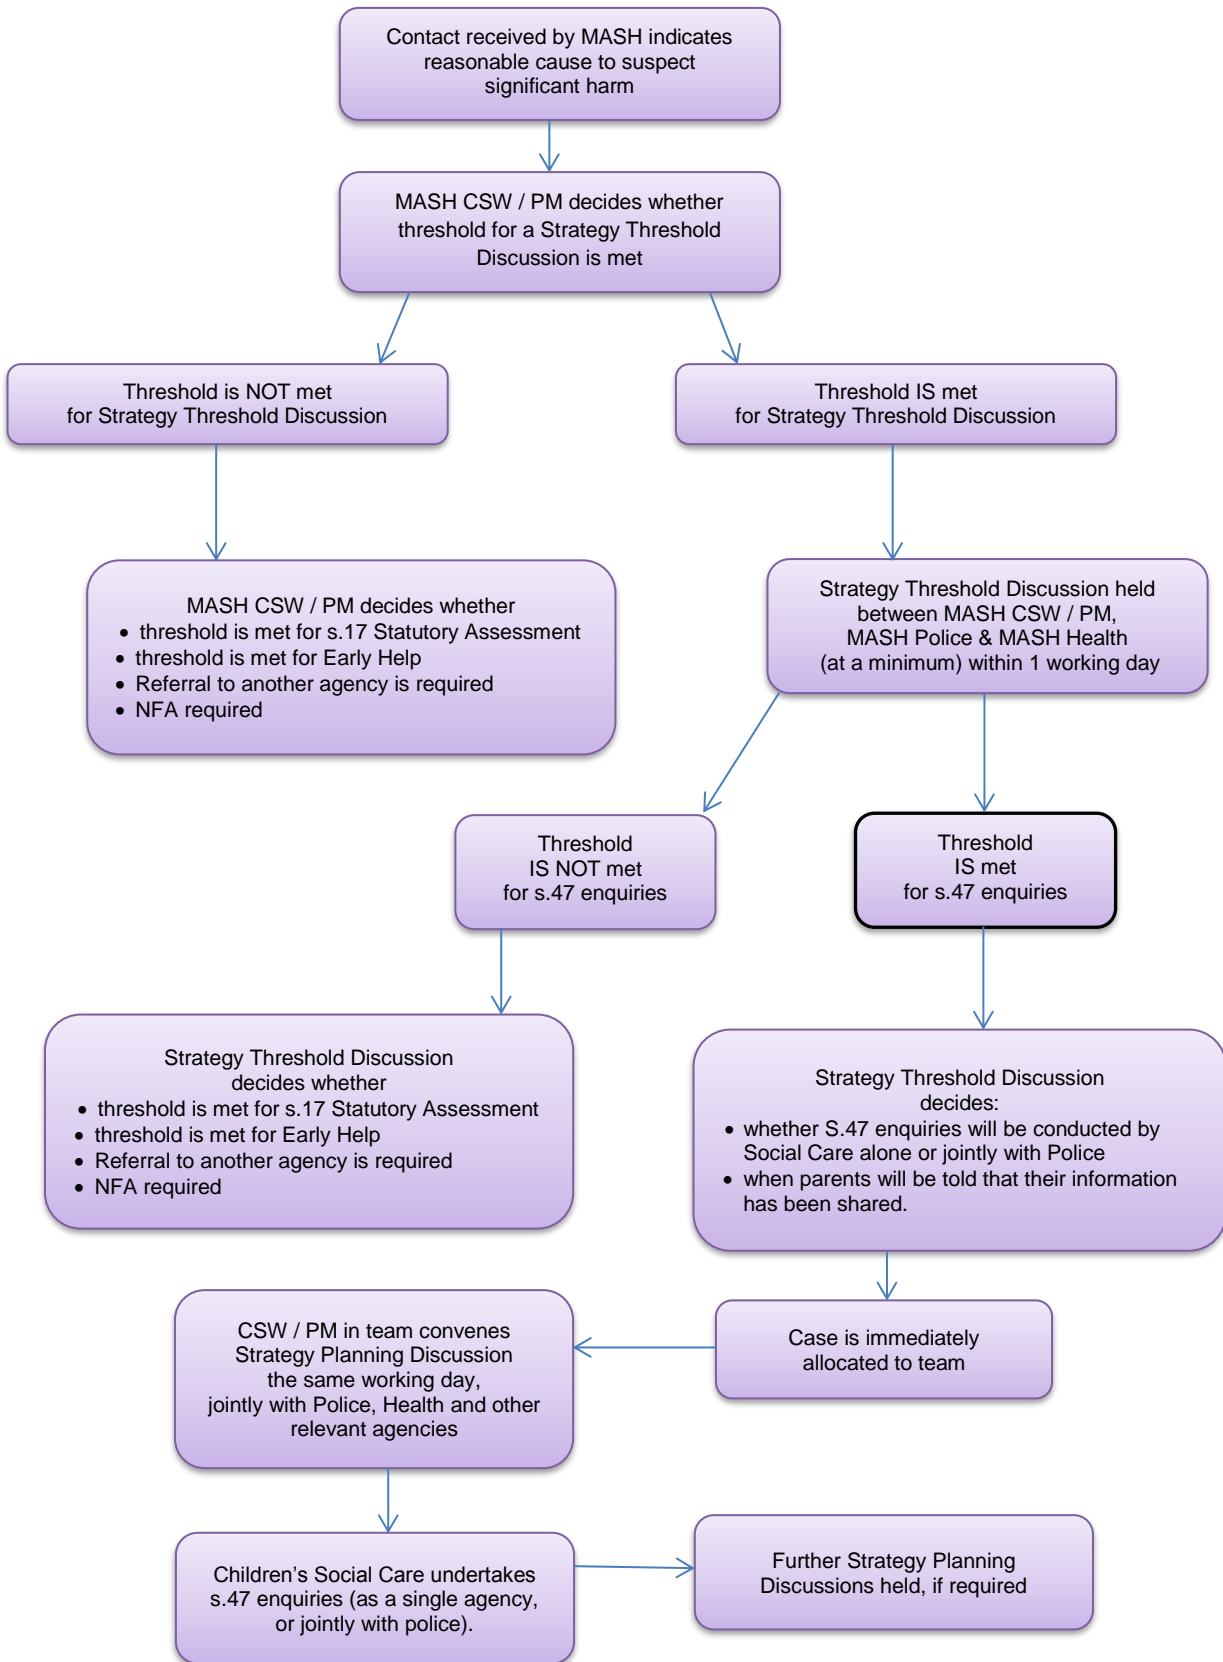 Contact received by MASH indicates
reasonable cause to suspect
significant harm
MASH CSW / PM decides whether
threshold for a Strategy Threshold
Discussion is met
Threshold is NOT met
for Strategy Threshold Discussion
Threshold IS met
for Strategy Threshold Discussion
MASH CSW / PM decides whether
• threshold is met for s.17 Statutory Assessment
• threshold is met for Early Help
• Referral to another agency is required
• NFA required
Strategy Threshold Discussion held
between MASH CSW / PM,
MASH Police & MASH Health
(at a minimum) within 1 working day
Threshold
IS NOT met
for s.47 enquiries
Threshold
IS met
for s.47 enquiries
Strategy Threshold Discussion
decides whether
• threshold is met for s.17 Statutory Assessment
• threshold is met for Early Help
• Referral to another agency is required
• NFA required
Strategy Threshold Discussion
decides:
• whether S.47 enquiries will be conducted by
Social Care alone or jointly with Police
• when parents will be told that their information
has been shared.
Case is immediately
allocated to team
CSW / PM in team convenes
Strategy Planning Discussion
the same working day,
jointly with Police, Health and other
relevant agencies
Children’s Social Care undertakes
s.47 enquiries (as a single agency,
or jointly with police).
Further Strategy Planning
Discussions held, if required